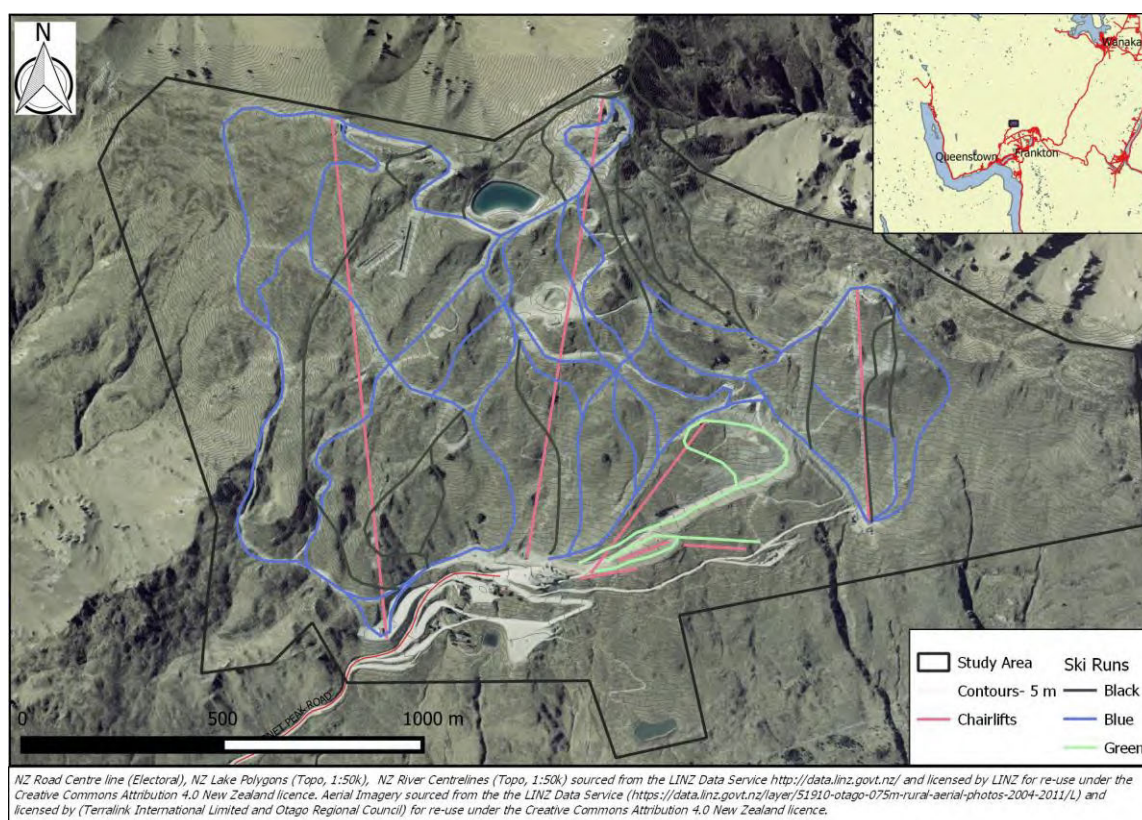 N
Wanaka
Queenstown
Frankton
NET PEAK ROAD
0
500
1000 m
Study Area
Contours- 5 m
Chairlifts
Ski Runs
Black
Blue
Green
NZ Road Centre line (Electoral), NZ Lake Polygons (Topo, 1:50k), NZ River Centrelines (Topo, 1:50k) sourced from the LINZ Data Service http://data.linz.govt.nz/ and licensed by LINZ for re-use under the
Creative Commons Attribution 4.0 New Zealand licence. Aerial Imagery sourced from the the LINZ Data Service (https://data.linz.govt.nz/layer/51910-otago-075m-rural-aerial-photos-2004-2011/L) and
licensed by (Terralink International Limited and Otago Regional Council) for re-use under the Creative Commons Attribution 4.0 New Zealand licence.